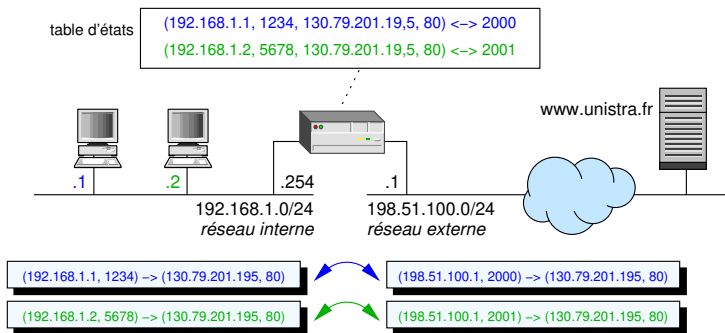 table d'états
(192.168.1.1, 1234, 130.79.201.19,5, 80) <-> 2000
(192.168.1.2, 5678, 130.79.201.19,5, 80) <-> 2001
www.unistra.fr
.1
.2
.254
.1
192.168.1.0/24
réseau interne
198.51.100.0/24
réseau externe
(192.168.1.1, 1234) -> (130.79.201.195, 80)
(198.51.100.1, 2000) -> (130.79.201.195, 80)
(192.168.1.2, 5678) -> (130.79.201.195, 80)
(198.51.100.1, 2001) -> (130.79.201.195, 80)